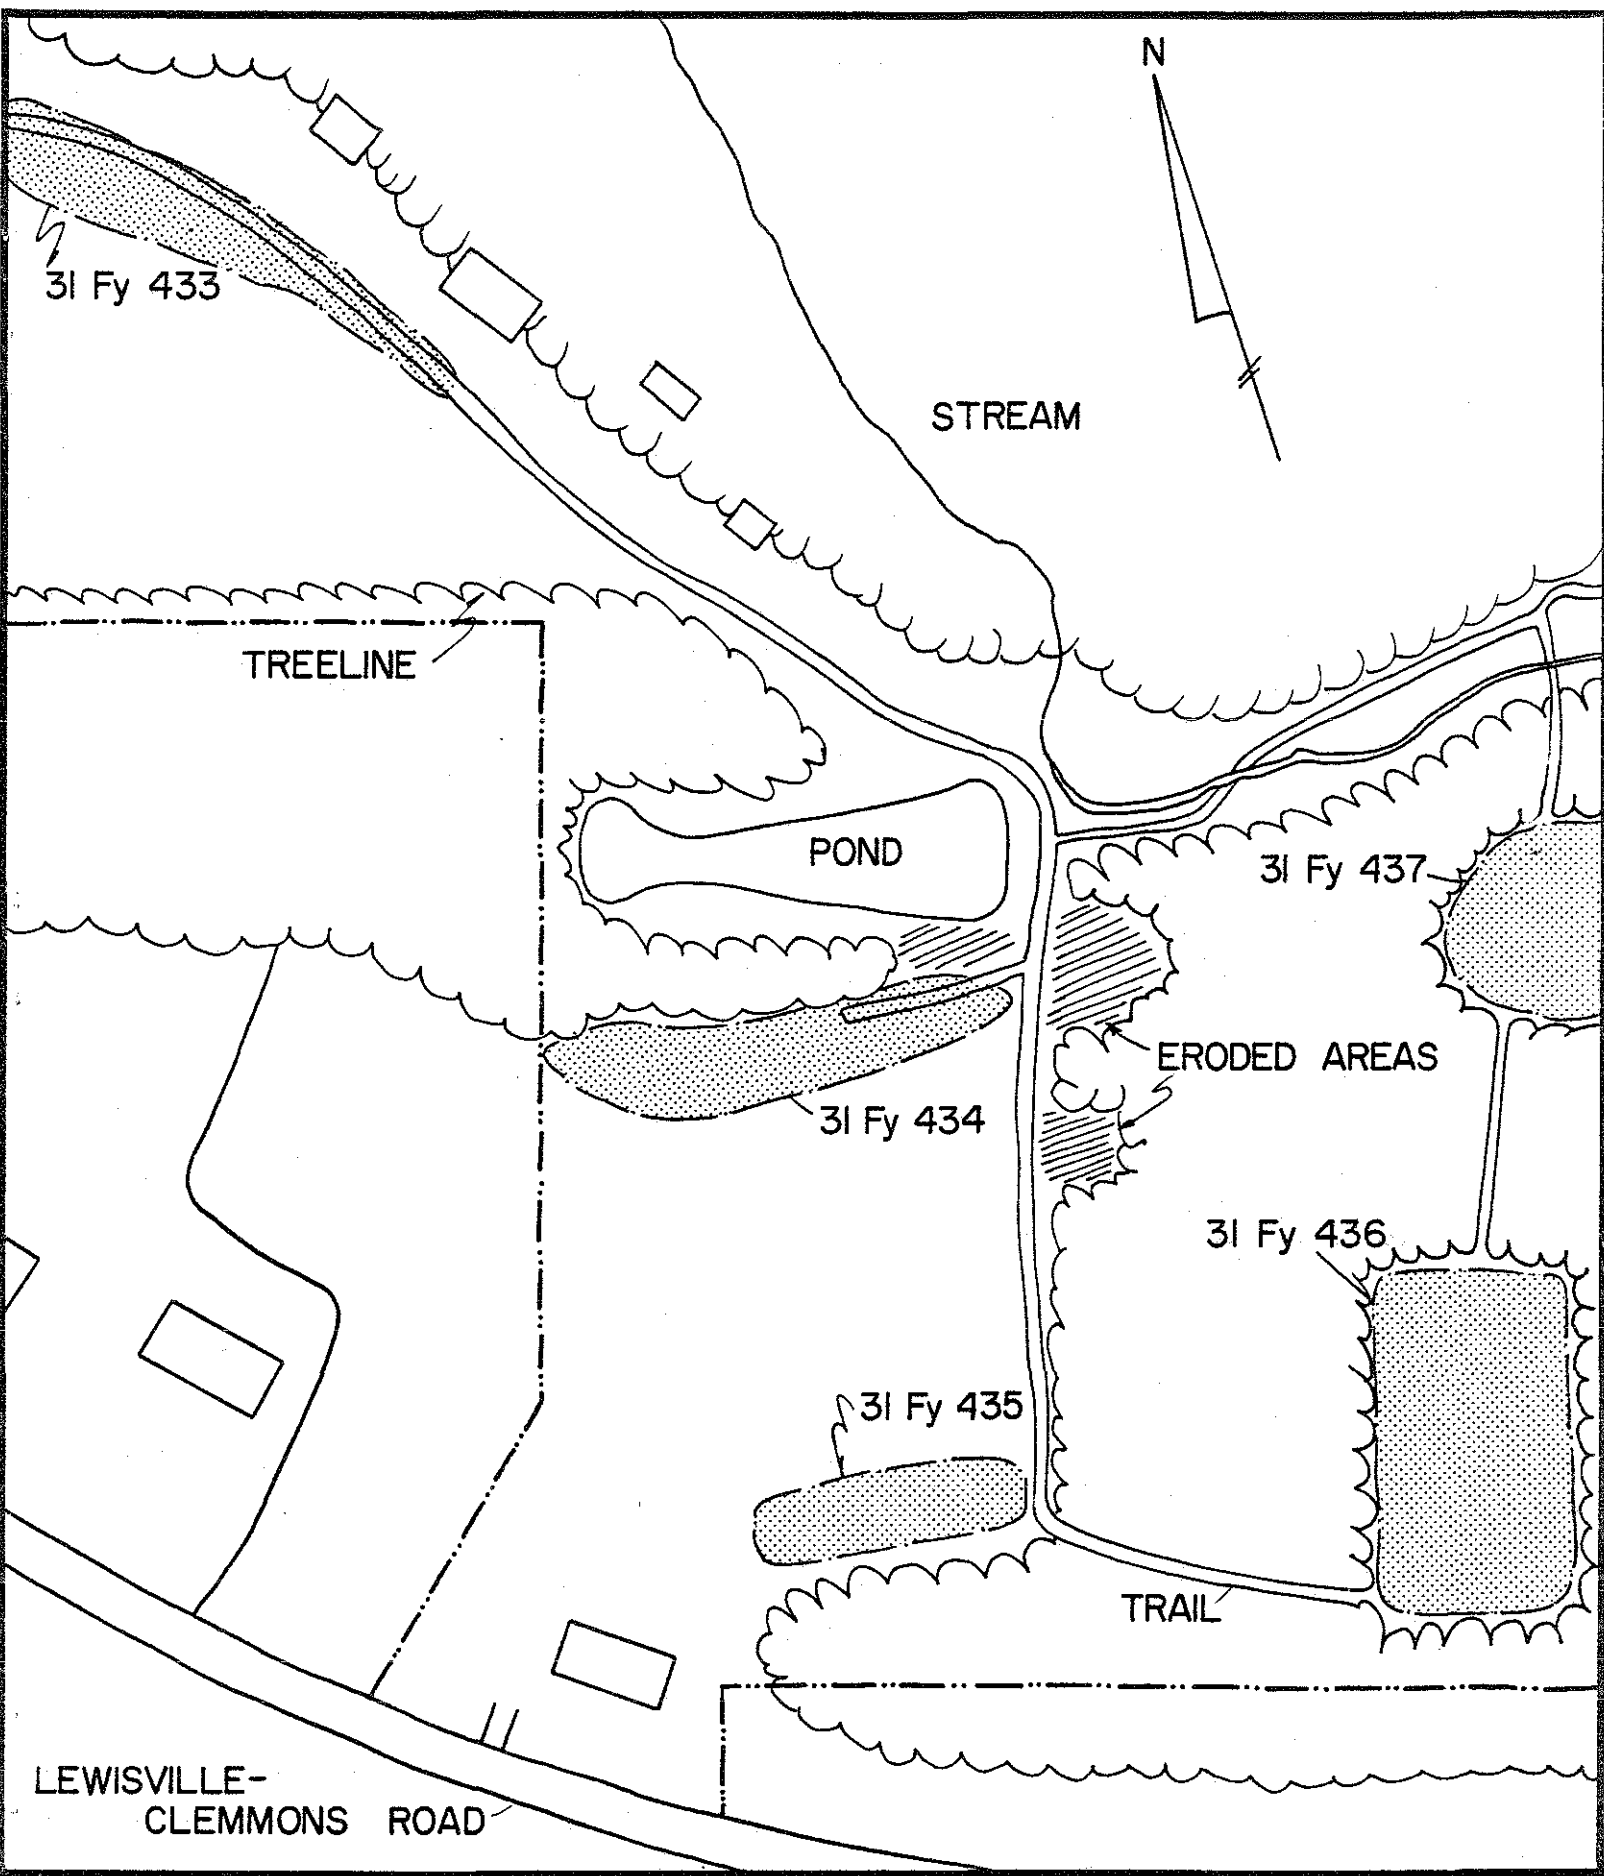 N
31 Fy 433
STREAM
TREELINE
POND
31 Fy 437
ERODED AREAS
31 Fy 434
31 Fy 436
31 Fy 435
TRAIL
LEWISVILLE-
CLEMMONS ROAD